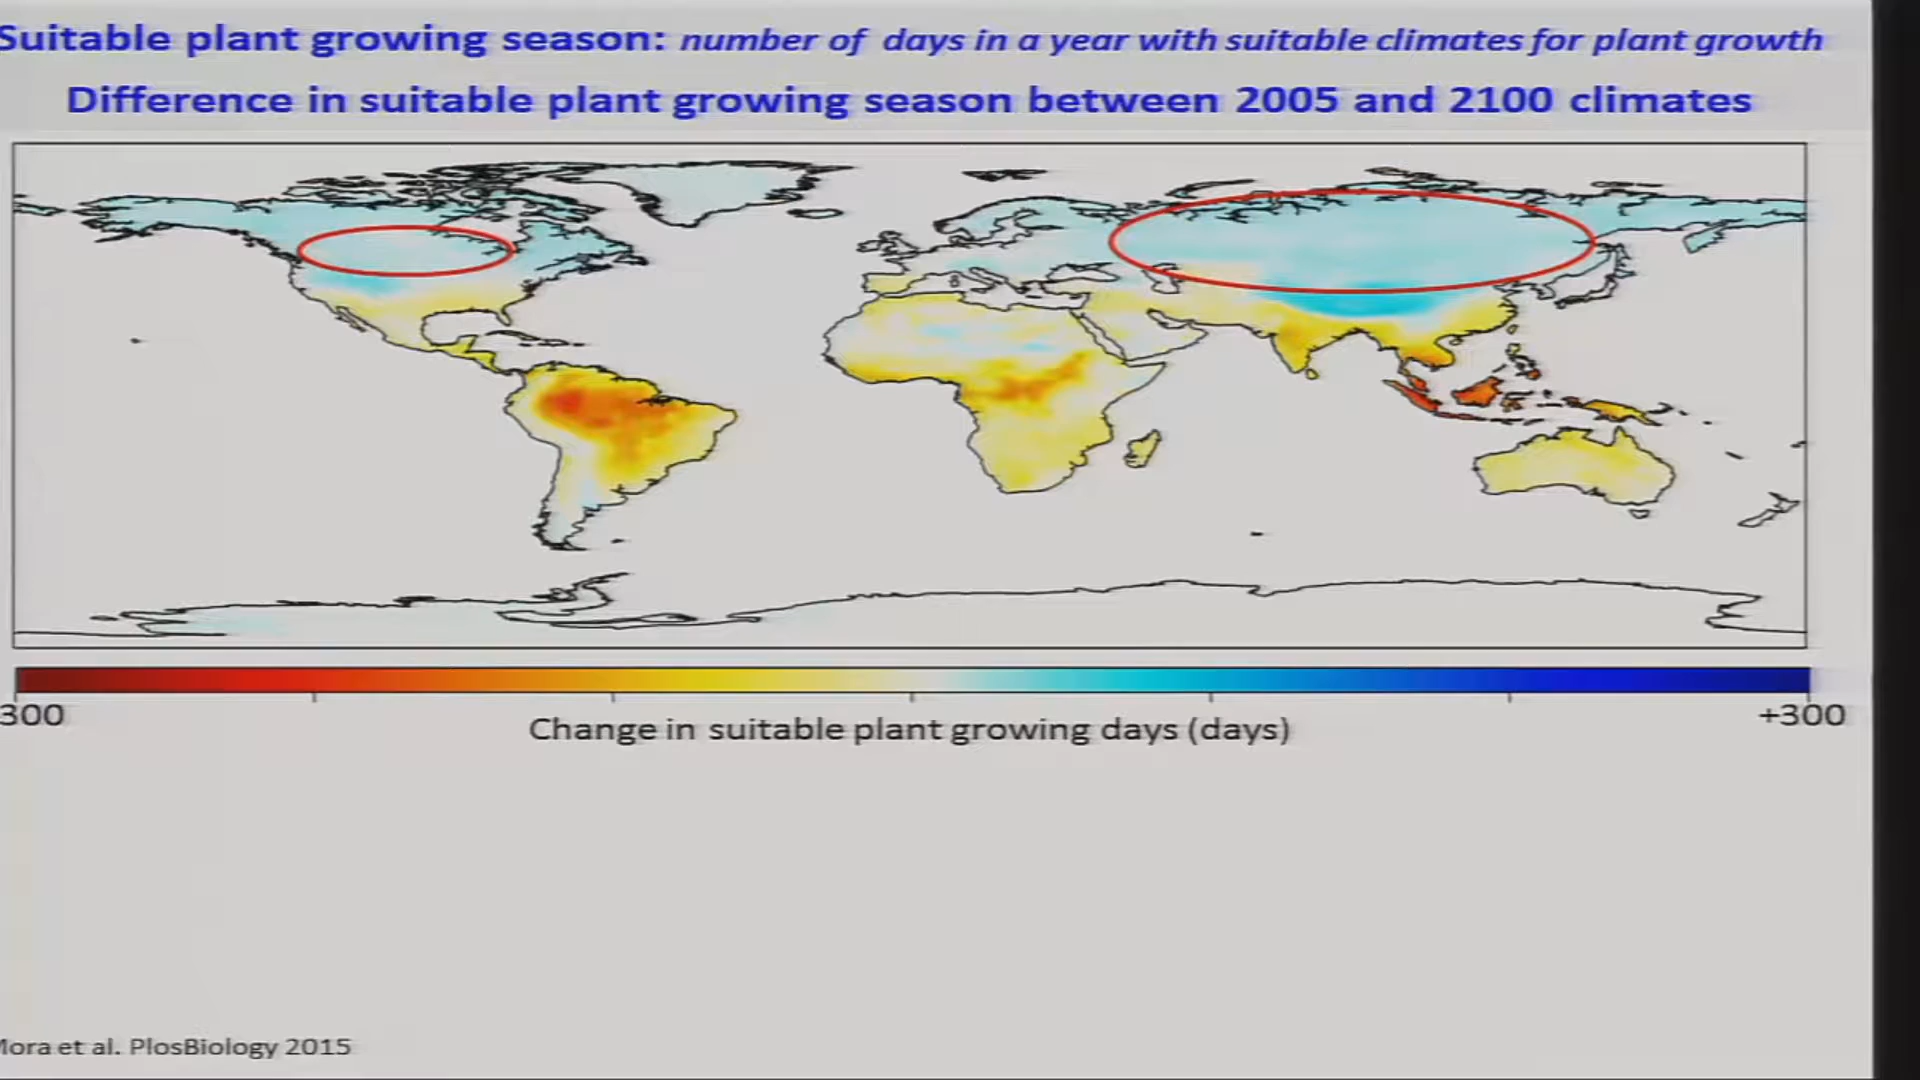 Suitable plant growing season: number of days in a year with suitable climates for plant growth
Difference in suitable plant growing season between 2005 and 2100 climates
300
+300
Change in suitable plant growing days (days)
Mora et al. PlosBiology 2015